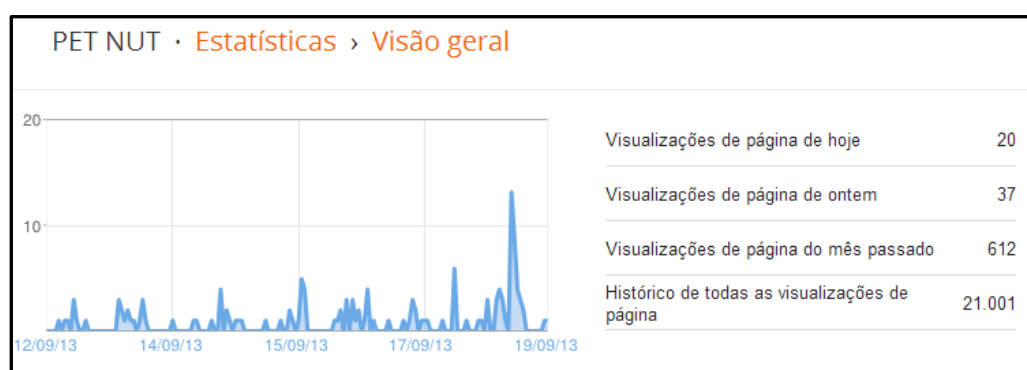 PET NUT · Estatísticas › Visão geral
20
10
12/09/13 14/09/13 15/09/13 17/09/13 19/09/13
Visualizações de página de hoje 20
Visualizações de página de ontem 37
Visualizações de página do mês passado 612
Histórico de todas as visualizações de
página 21.001